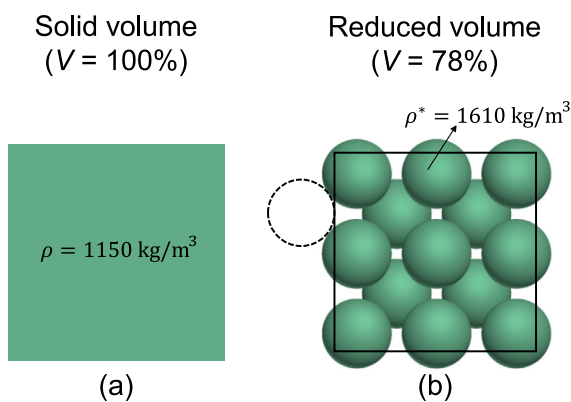 Solid volume
(V = 100%)
Reduced volume
(V = 78%)
ρ* = 1610 kg/m³
ρ = 1150 kg/m³
(a)
(b)